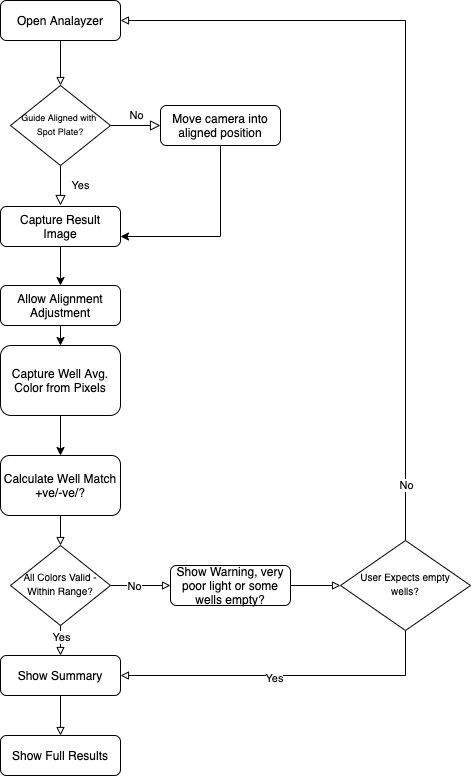 Open Analayzer
Guide Aligned with
Spot Plate?
No
Move camera into
aligned position
Yes
Capture Result
Image
Allow Alignment
Adjustment
Capture Well Avg.
Color from Pixels
Calculate Well Match
+ve/-ve/?
No
All Colors Valid -
Within Range?
No
Show Warning, very
poor light or some
wells empty?
User Expects empty
wells?
Yes
Show Summary
Yes
Show Full Results